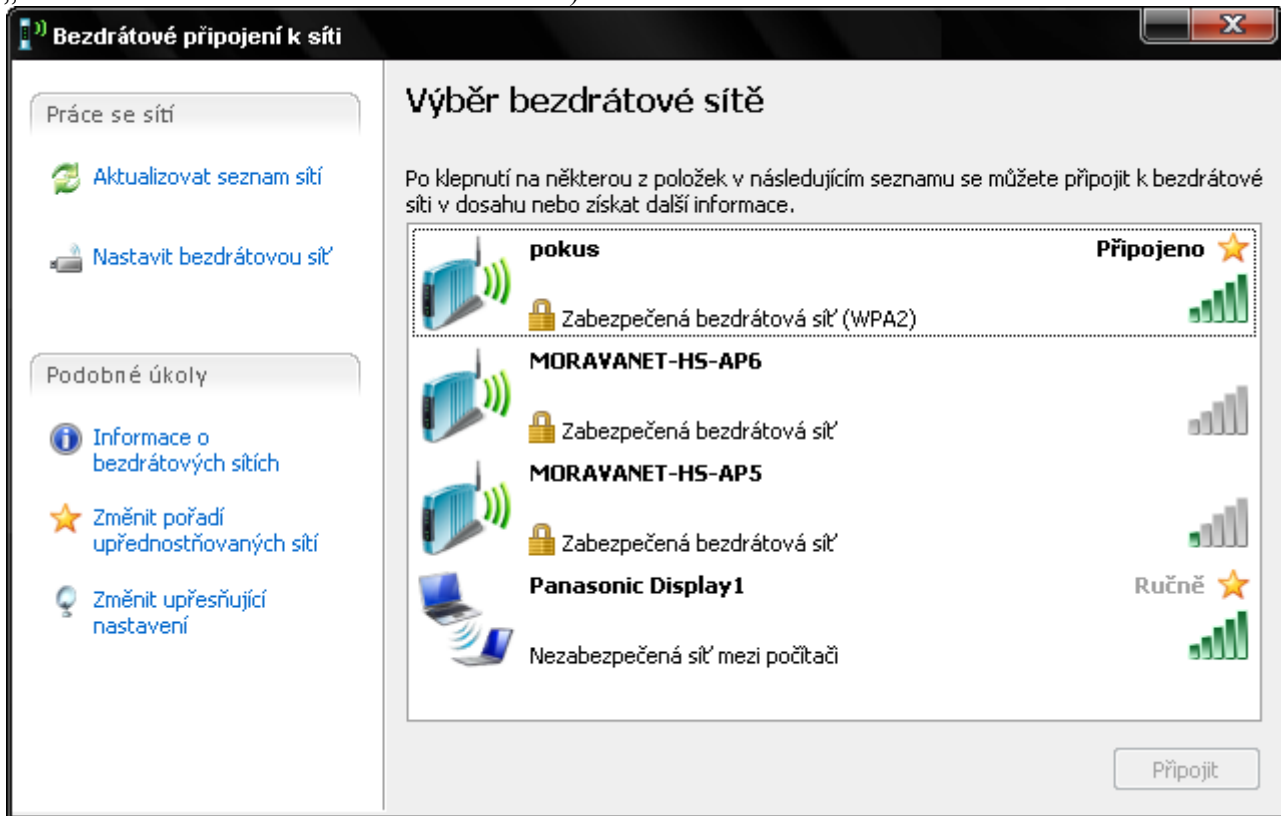 Bezdrátové připojení k síti
Práce se sítí
Aktualizovat seznam sítí
Nastavit bezdrátovou síť
Podobné úkoly
Informace o
bezdrátových sítích
Změnit pořadí
upřednostňovaných sítí
Změnit upřesňující
nastavení
Výběr bezdrátové sítě
Po klepnutí na některou z položek v následujícím seznamu se můžete připojit k bezdrátové
síti v dosahu nebo získat další informace.
pokus Připojeno
Zabezpečená bezdrátová síť (WPA2)
MORAVANET-HS-AP6
Zabezpečená bezdrátová síť
MORAVANET-HS-AP5
Zabezpečená bezdrátová síť
Panasonic Display1 Ručně
Nezabezpečená síť mezi počítači
Připojit